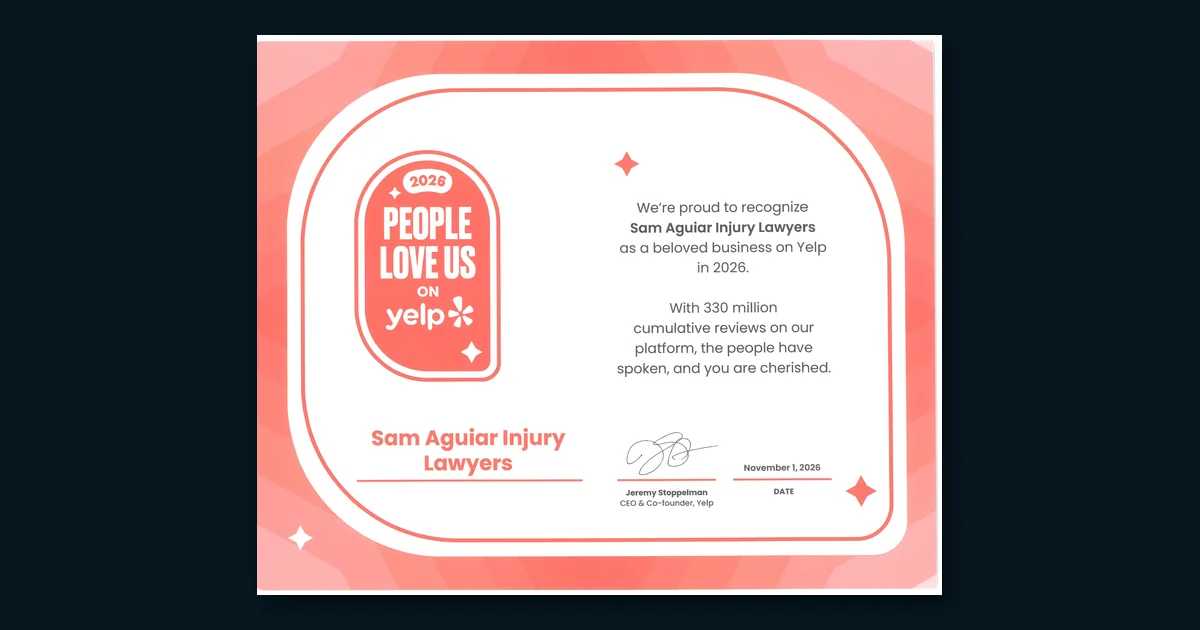 2026
PEOPLE
LOVE US
ON
yelp
We’re proud to recognize
Sam Aguiar Injury Lawyers
as a beloved business on Yelp
in 2026.
With 330 million
cumulative reviews on our
platform, the people have
spoken, and you are cherished.
Sam Aguiar Injury
Lawyers
Jeremy Stoppelman
CEO & Co-founder, Yelp
November 1, 2026
DATE